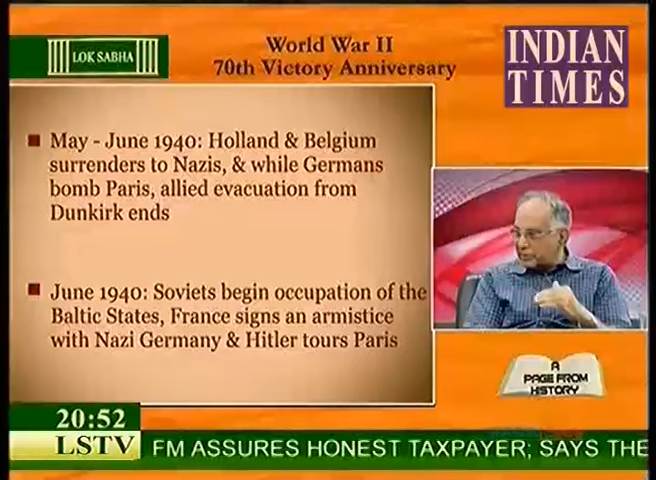 LOK SABHA
World War II
70th Victory Anniversary
INDIAN
TIMES
May - June 1940: Holland & Belgium
surrenders to Nazis, & while Germans
bomb Paris, allied evacuation from
Dunkirk ends
June 1940: Soviets begin occupation of the
Baltic States, France signs an armistice
with Nazi Germany & Hitler tours Paris
A
PAGE FROM
HISTORY
20:52
LSTV
FM ASSURES HONEST TAXPAYER; SAYS THE